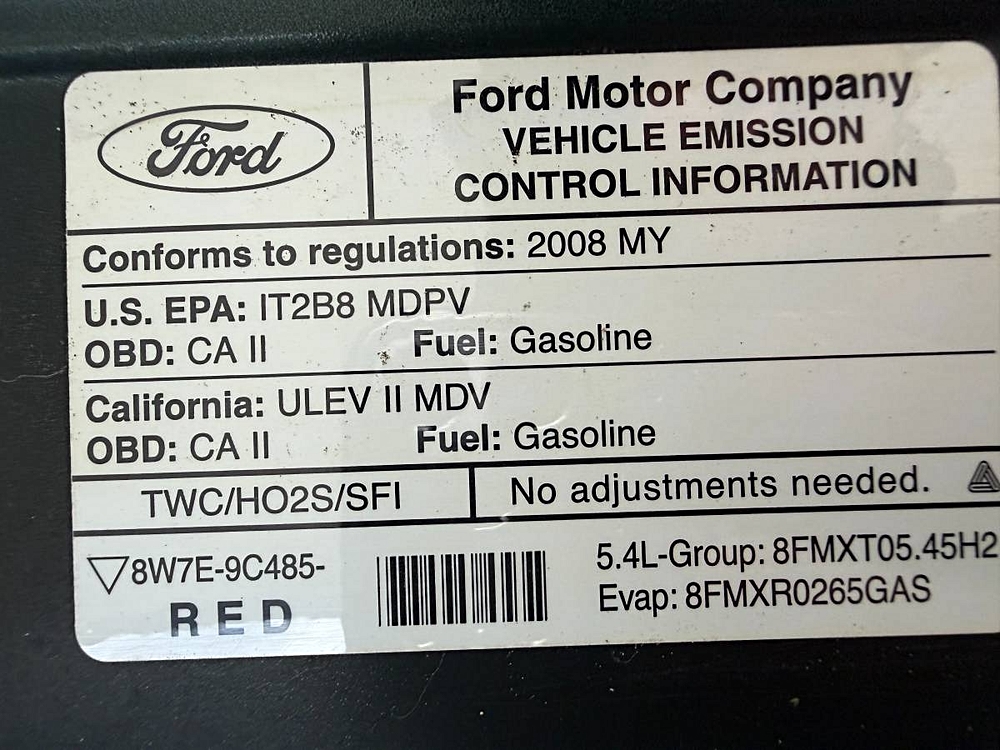 Ford
Ford Motor Company
VEHICLE EMISSION
CONTROL INFORMATION
Conforms to regulations: 2008 MY
U.S. EPA: IT2B8 MDPV
OBD: CA II Fuel: Gasoline
California: ULEV II MDV
OBD: CA II Fuel: Gasoline
TWC/HO2S/SFI No adjustments needed.
8W7E-9C485-
RED
5.4L-Group: 8FMXT05.45H2
Evap: 8FMXR0265GAS